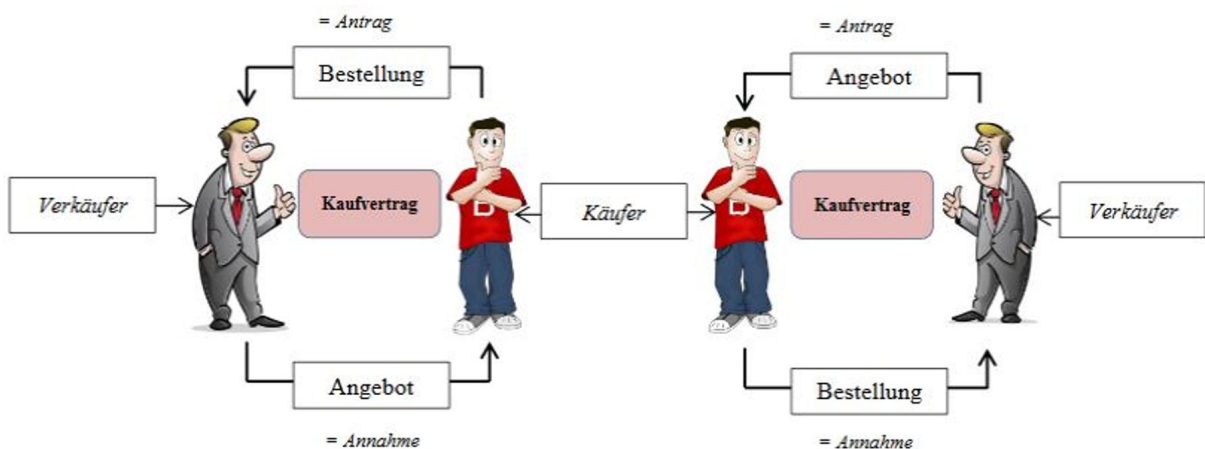 = Antrag
= Antrag
Bestellung
Angebot
Verkäufer
Kaufvertrag
B
Käufer
B
Kaufvertrag
Verkäufer
Angebot
Bestellung
= Annahme
= Annahme